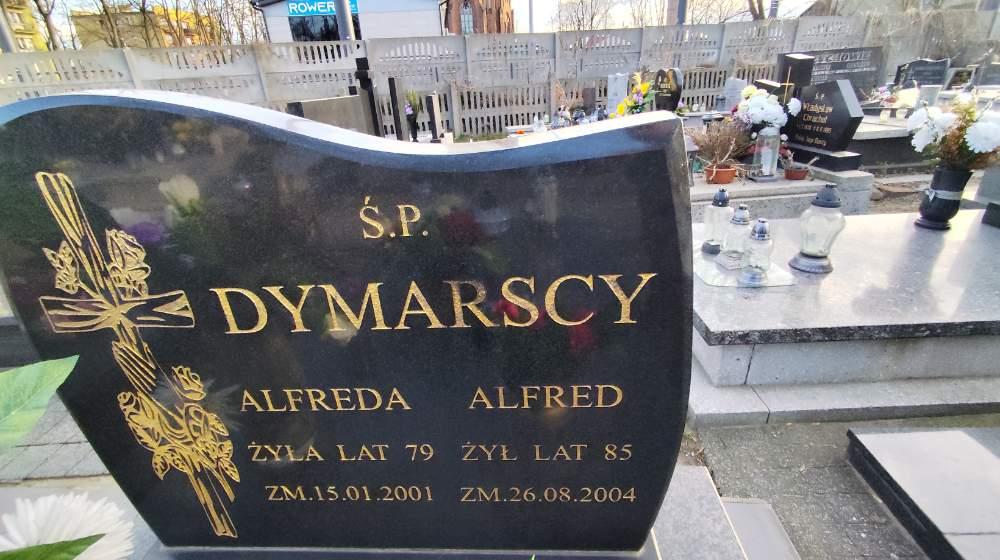 ROWER
Ś.P.
DYMARSCY
ALFREDA ALFRED
ŻYŁA LAT 79 ŻYŁ LAT 85
ZM.15.01.2001 ZM.26.08.2004
Ś.P.
Władysław